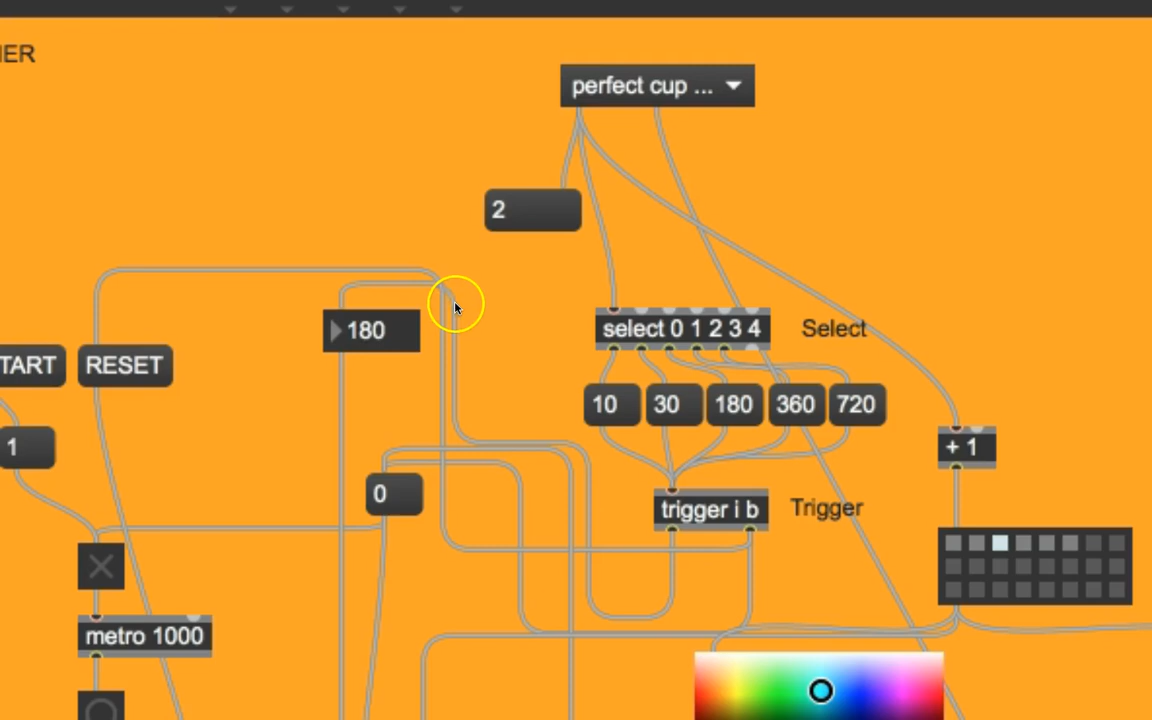 IER
perfect cup ...
2
180
select 0 1 2 3 4
Select
START
RESET
10
30
180
360
720
1
+ 1
0
trigger i b
Trigger
metro 1000